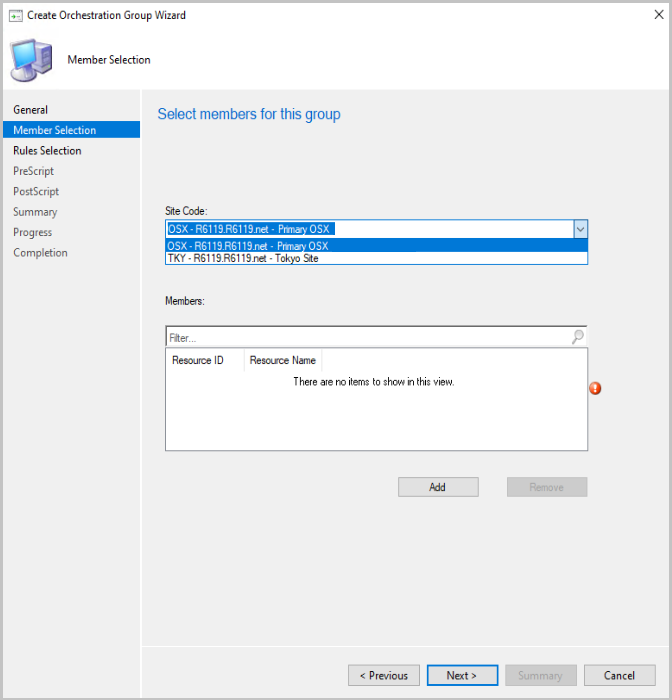 Create Orchestration Group Wizard
Member Selection
General
Member Selection
Rules Selection
PreScript
PostScript
Summary
Progress
Completion
Select members for this group
Site Code:
OSX - R6119.R6119.net - Primary OSX
OSX - R6119.R6119.net - Primary OSX
TKY - R6119.R6119.net - Tokyo Site
Members:
Filter...
Resource ID Resource Name
There are no items to show in this view.
Add Remove
< Previous Next > Summary Cancel